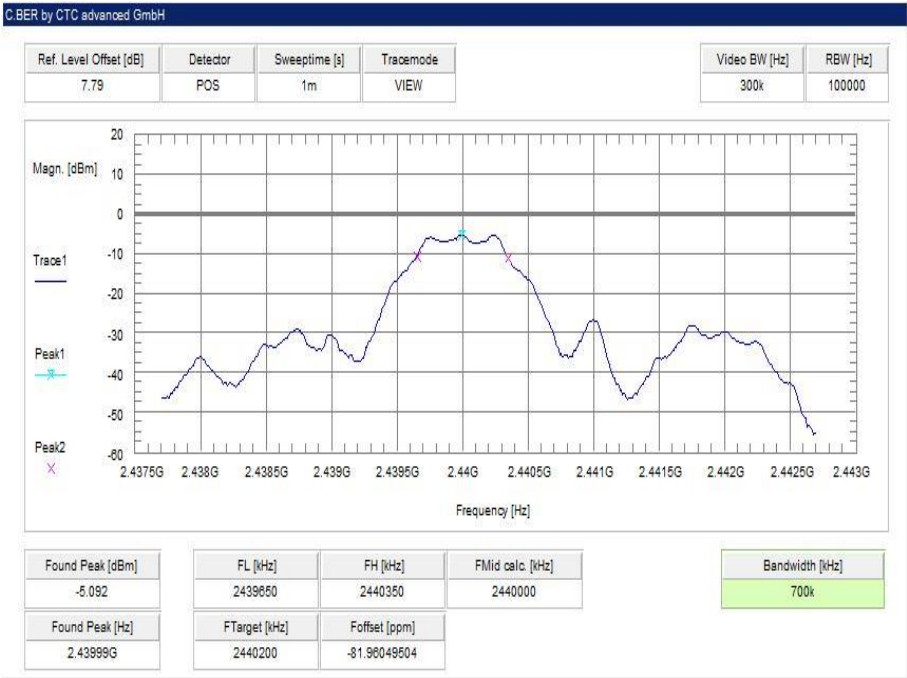 C.BER by CTC advanced GmbH
Ref. Level Offset [dB] Detector Sweeptime [s] Tracemode Video BW [Hz] RBW [Hz]
7.79 POS 1m VIEW 300k 100000
20
Magn. [dBm] 10
0
Trace1 -10
-20
-30
Peak1 -40
-50
Peak2 -60
2.4375G 2.438G 2.4385G 2.439G 2.4395G 2.44G 2.4405G 2.441G 2.4415G 2.442G 2.4425G 2.443G
Frequency [Hz]
Found Peak [dBm] FL [kHz] FH [kHz] FMid calc. [kHz] Bandwidth [kHz]
-5.092 2439650 2440350 2440000 700k
Found Peak [Hz] FTarget [kHz] Foffset [ppm]
2.43999G 2440200 -81.96049504